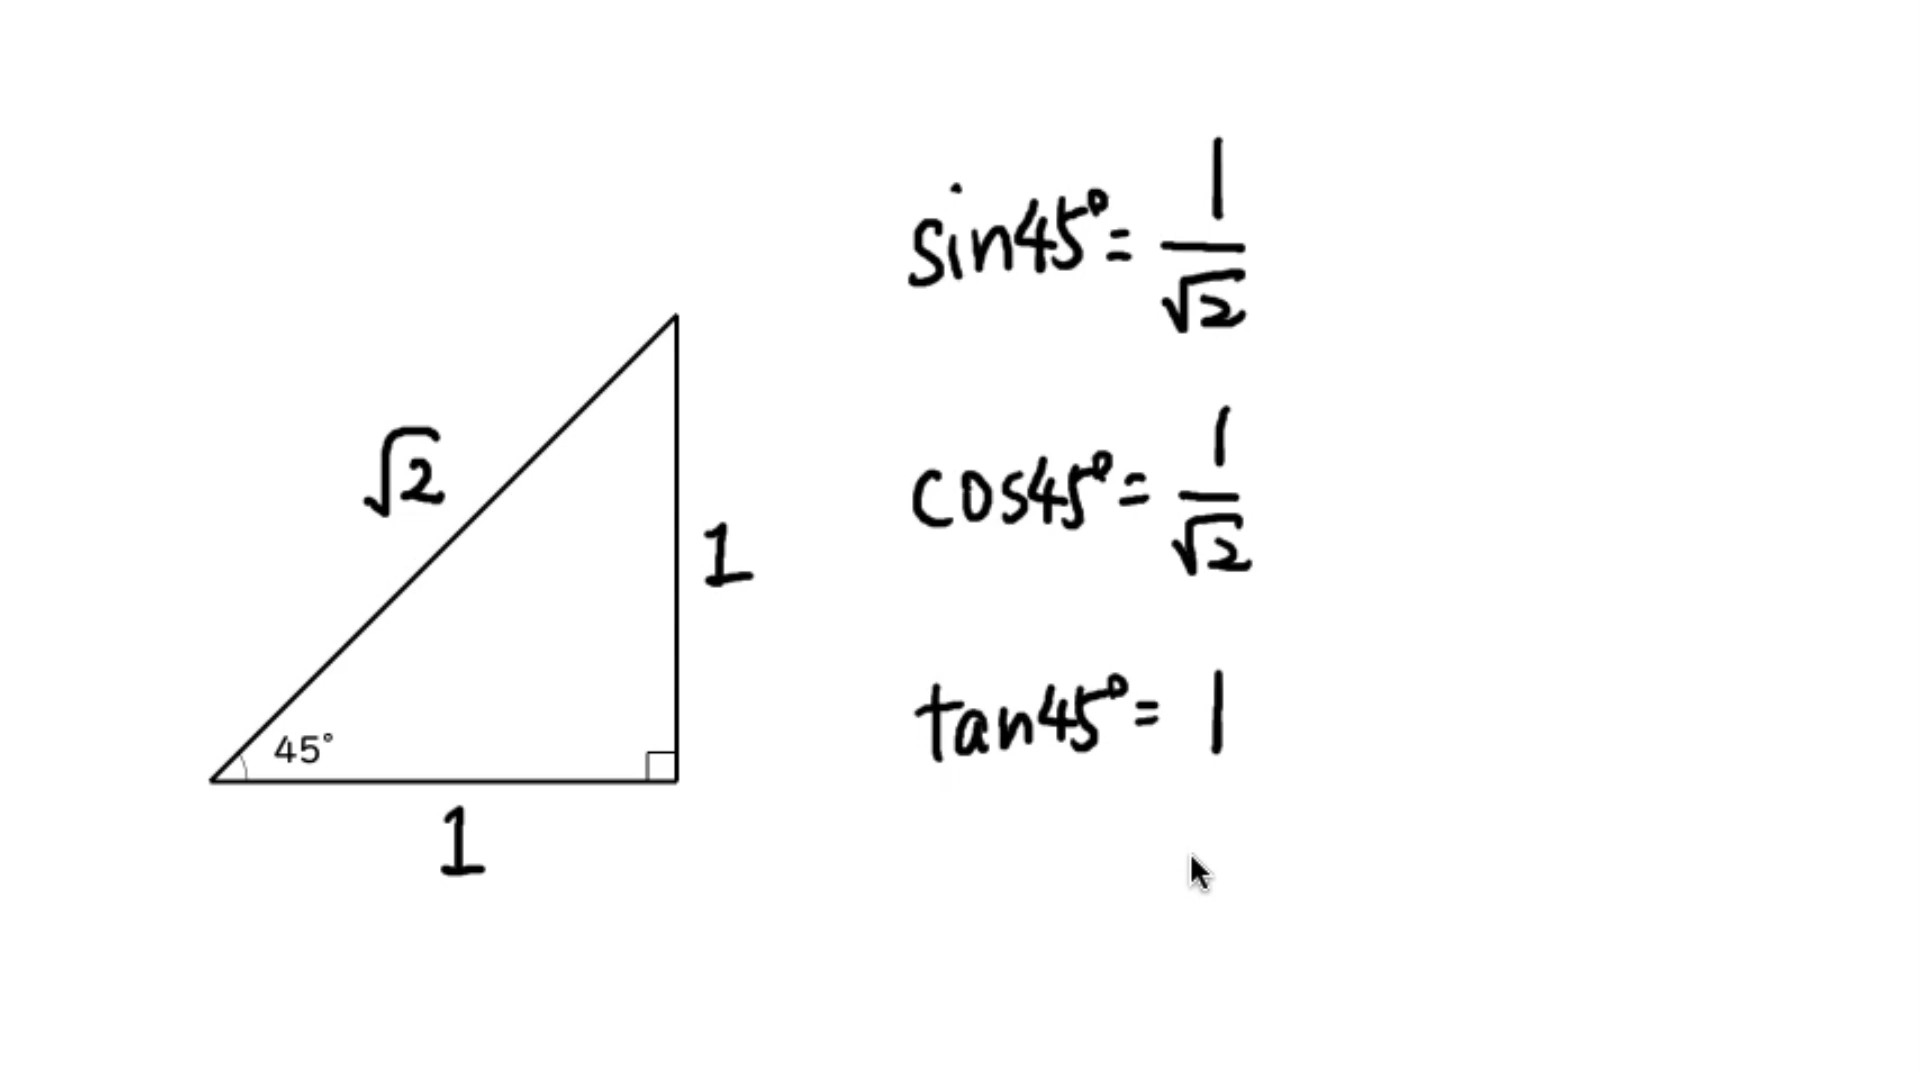 sin45°= 1/√2
√2
cos45°= 1/√2
1
tan45°= 1
45°
1